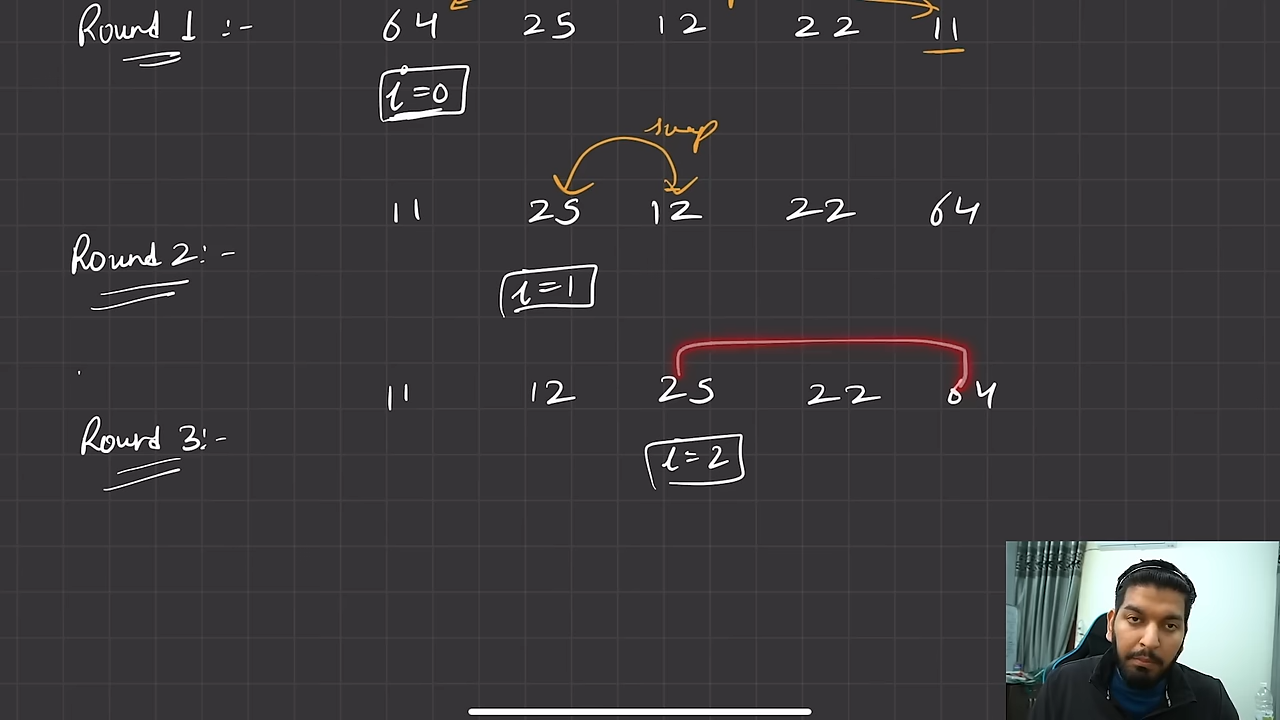 Round 1 :- 64 25 12 22 11
i=0
swap
11 25 12 22 64
Round 2:-
i=1
11 12 25 22 64
Round 3:-
i=2